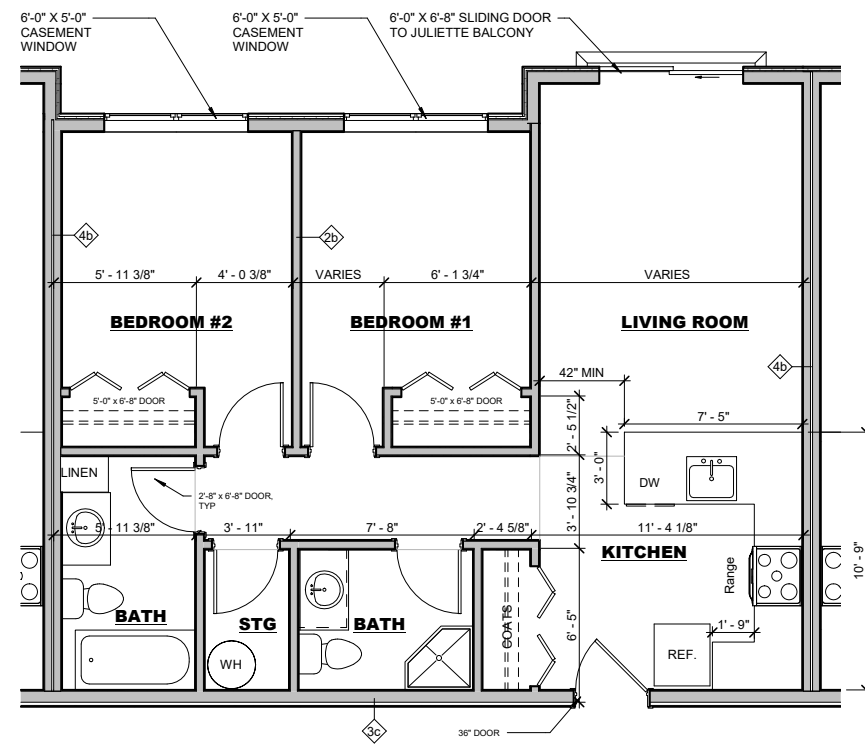 6'-0" X 5'-0"
CASEMENT
WINDOW
6'-0" X 5'-0"
CASEMENT
WINDOW
6'-0" X 6'-8" SLIDING DOOR
TO JULIETTE BALCONY
4b
2b
5' - 11 3/8"
4' - 0 3/8"
VARIES
6' - 1 3/4"
VARIES
BEDROOM #2
BEDROOM #1
LIVING ROOM
4b
42" MIN
5'-0" x 6'-8" DOOR
5'-0" x 6'-8" DOOR
7' - 5"
2' - 5 1/2"
LINEN
2'-8" x 6'-8" DOOR,
TYP
3' - 0"
DW
3' - 10 3/4"
5' - 11 3/8"
3' - 11"
7' - 8"
2' - 4 5/8"
11' - 4 1/8"
KITCHEN
10' - 9"
Range
BATH
STG
BATH
COATS
6' - 5"
1' - 9"
WH
REF.
3c
36" DOOR